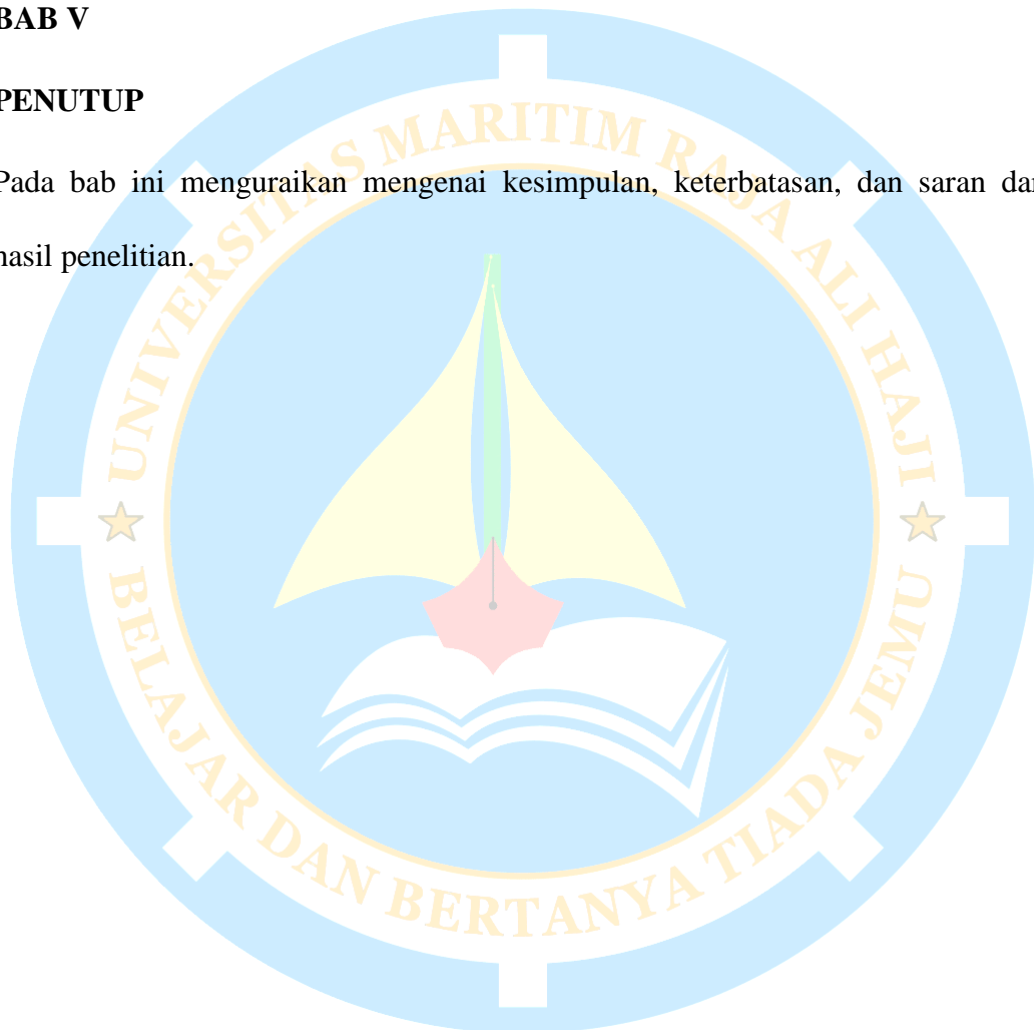 BAB V
PENUTUP
Pada bab ini menguraikan mengenai kesimpulan, keterbatasan, dan saran dar
hasil penelitian.
UNIVERSITAS MARITIM RAJA ALI HAJI
BELAJAR DAN BERTANYA TIADA JEMU